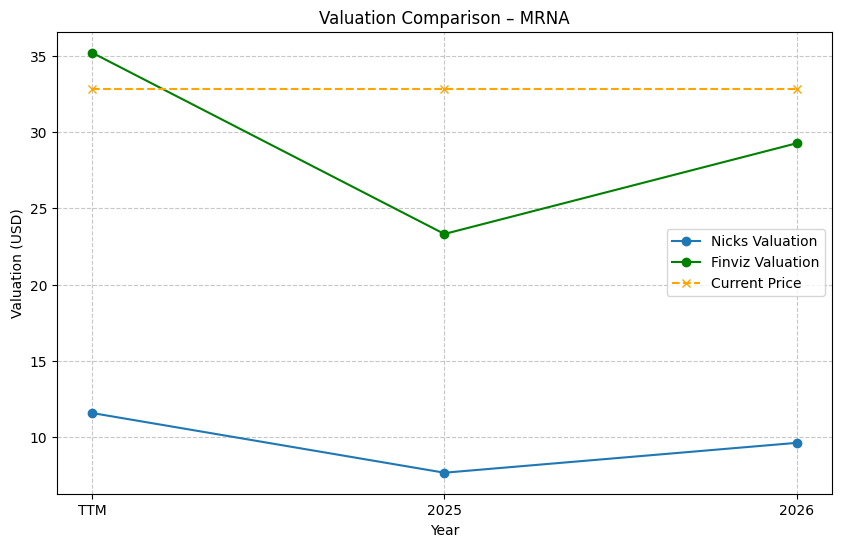 Valuation Comparison – MRNA
Valuation (USD)
35
30
25
20
15
10
Nicks Valuation
Finviz Valuation
Current Price
TTM
2025
2026
Year